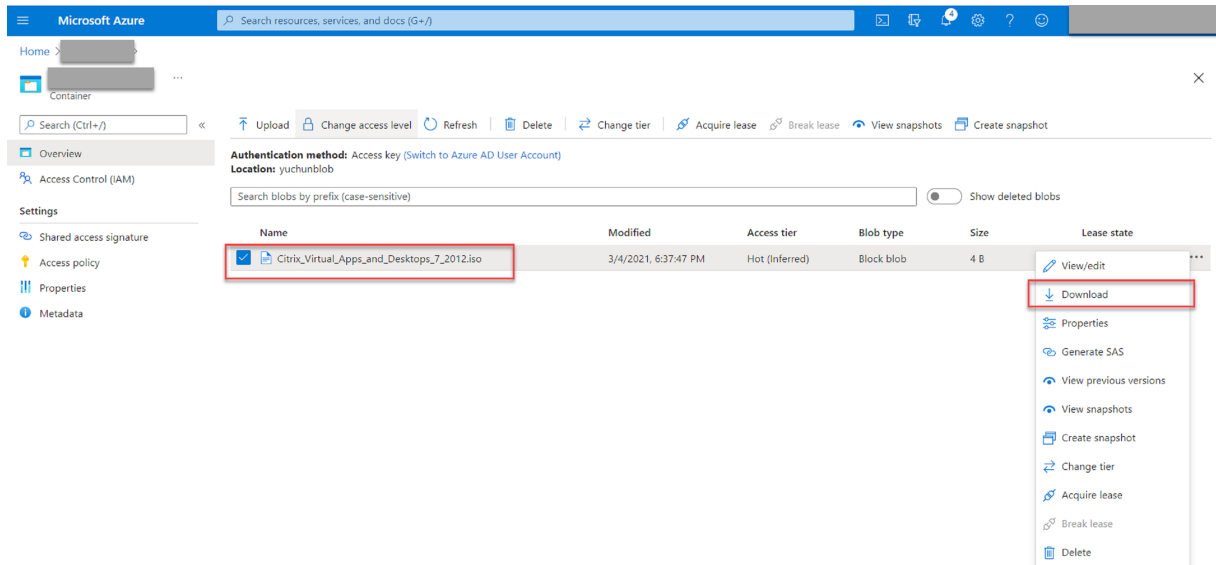 Microsoft Azure
Search resources, services, and docs (G+/)
4
Home >
...
Container
Search (Ctrl+/)
«
Overview
Access Control (IAM)
Settings
Shared access signature
Access policy
Properties
Metadata
Upload Change access level Refresh Delete Change tier Acquire lease Break lease View snapshots Create snapshot
Authentication method: Access key (Switch to Azure AD User Account)
Location: yuchunblob
Search blobs by prefix (case-sensitive)
Show deleted blobs
Name Modified Access tier Blob type Size Lease state
Citrix_Virtual_Apps_and_Desktops_7_2012.iso 3/4/2021, 6:37:47 PM Hot (Inferred) Block blob 4 B ...
View/edit
Download
Properties
Generate SAS
View previous versions
View snapshots
Create snapshot
Change tier
Acquire lease
Break lease
Delete